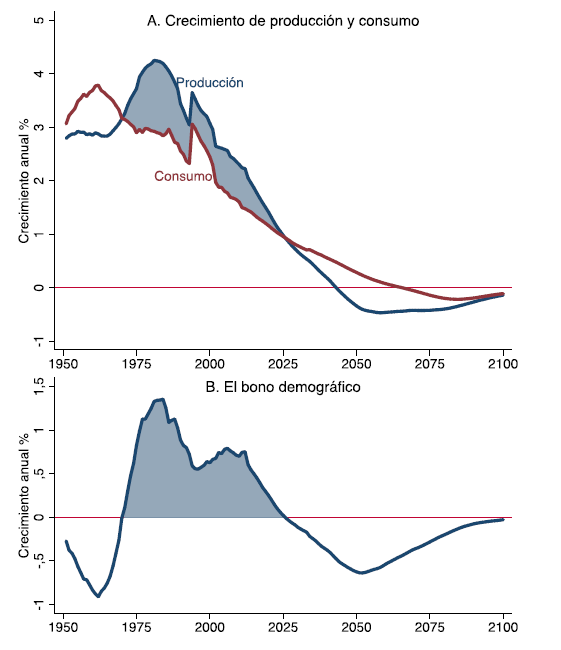 A. Crecimiento de producción y consumo
Crecimiento anual %
5
4
3
2
1
0
-1
Producción
Consumo
1950 1975 2000 2025 2050 2075 2100
B. El bono demográfico
Crecimiento anual %
1,5
1
,5
0
-,5
-1
1950 1975 2000 2025 2050 2075 2100